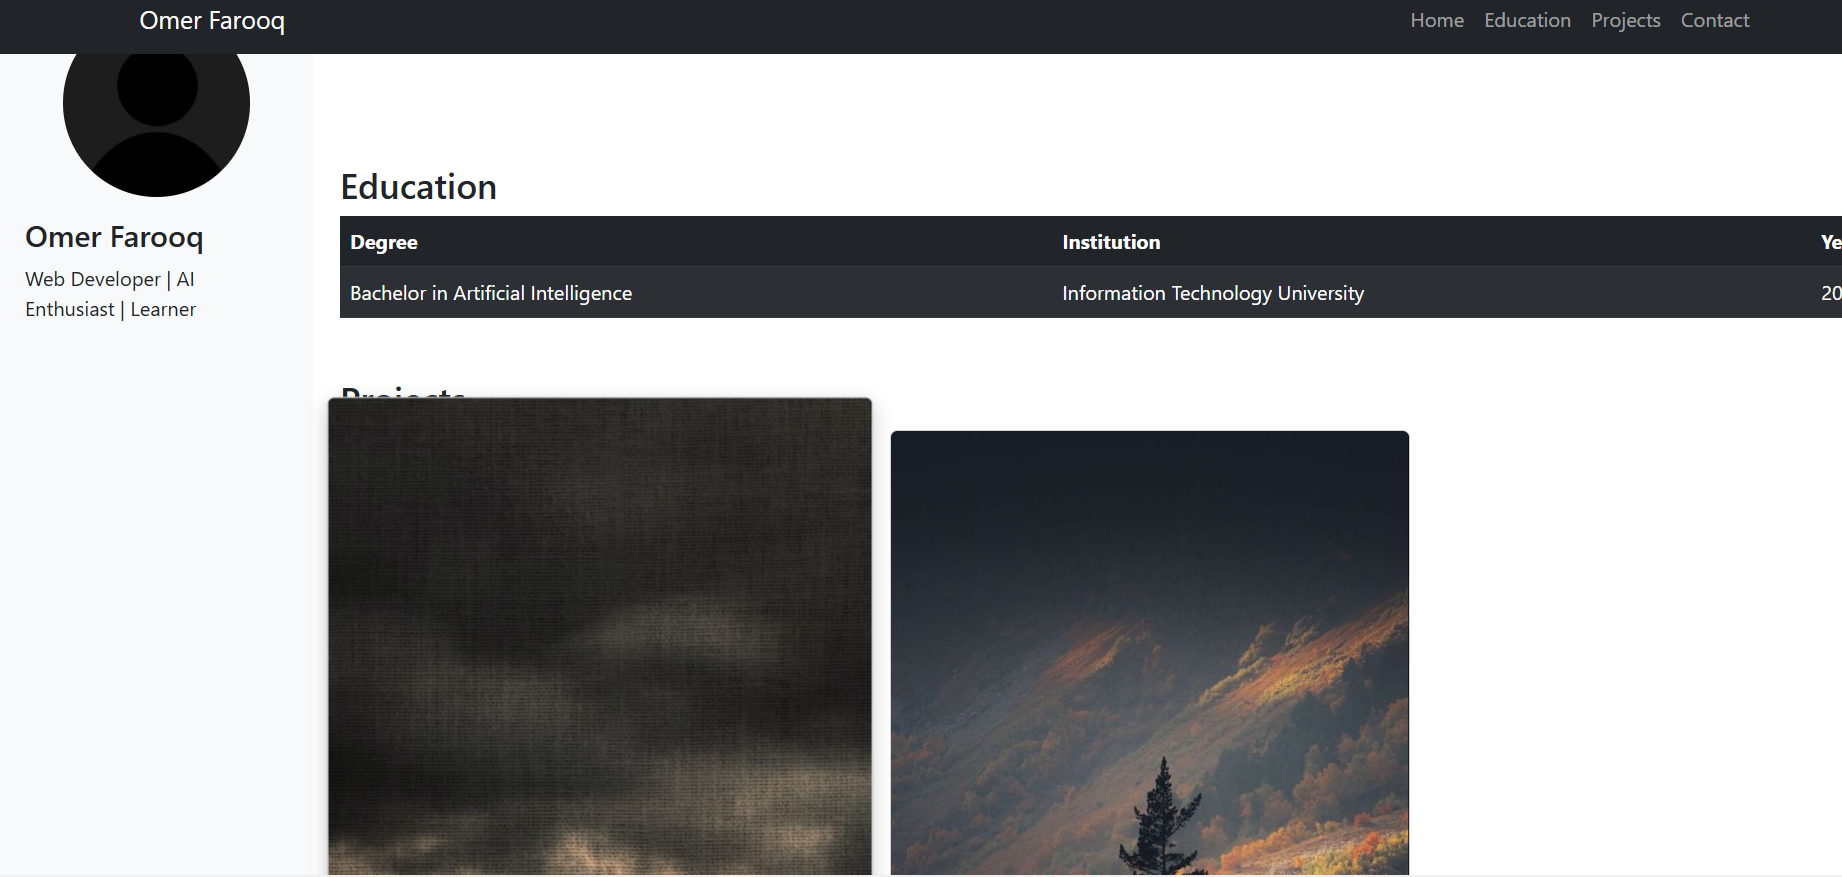 Omer Farooq
Home Education Projects Contact
Omer Farooq
Web Developer | AI
Enthusiast | Learner
Education
Degree Institution Ye
Bachelor in Artificial Intelligence Information Technology University 20
Projects